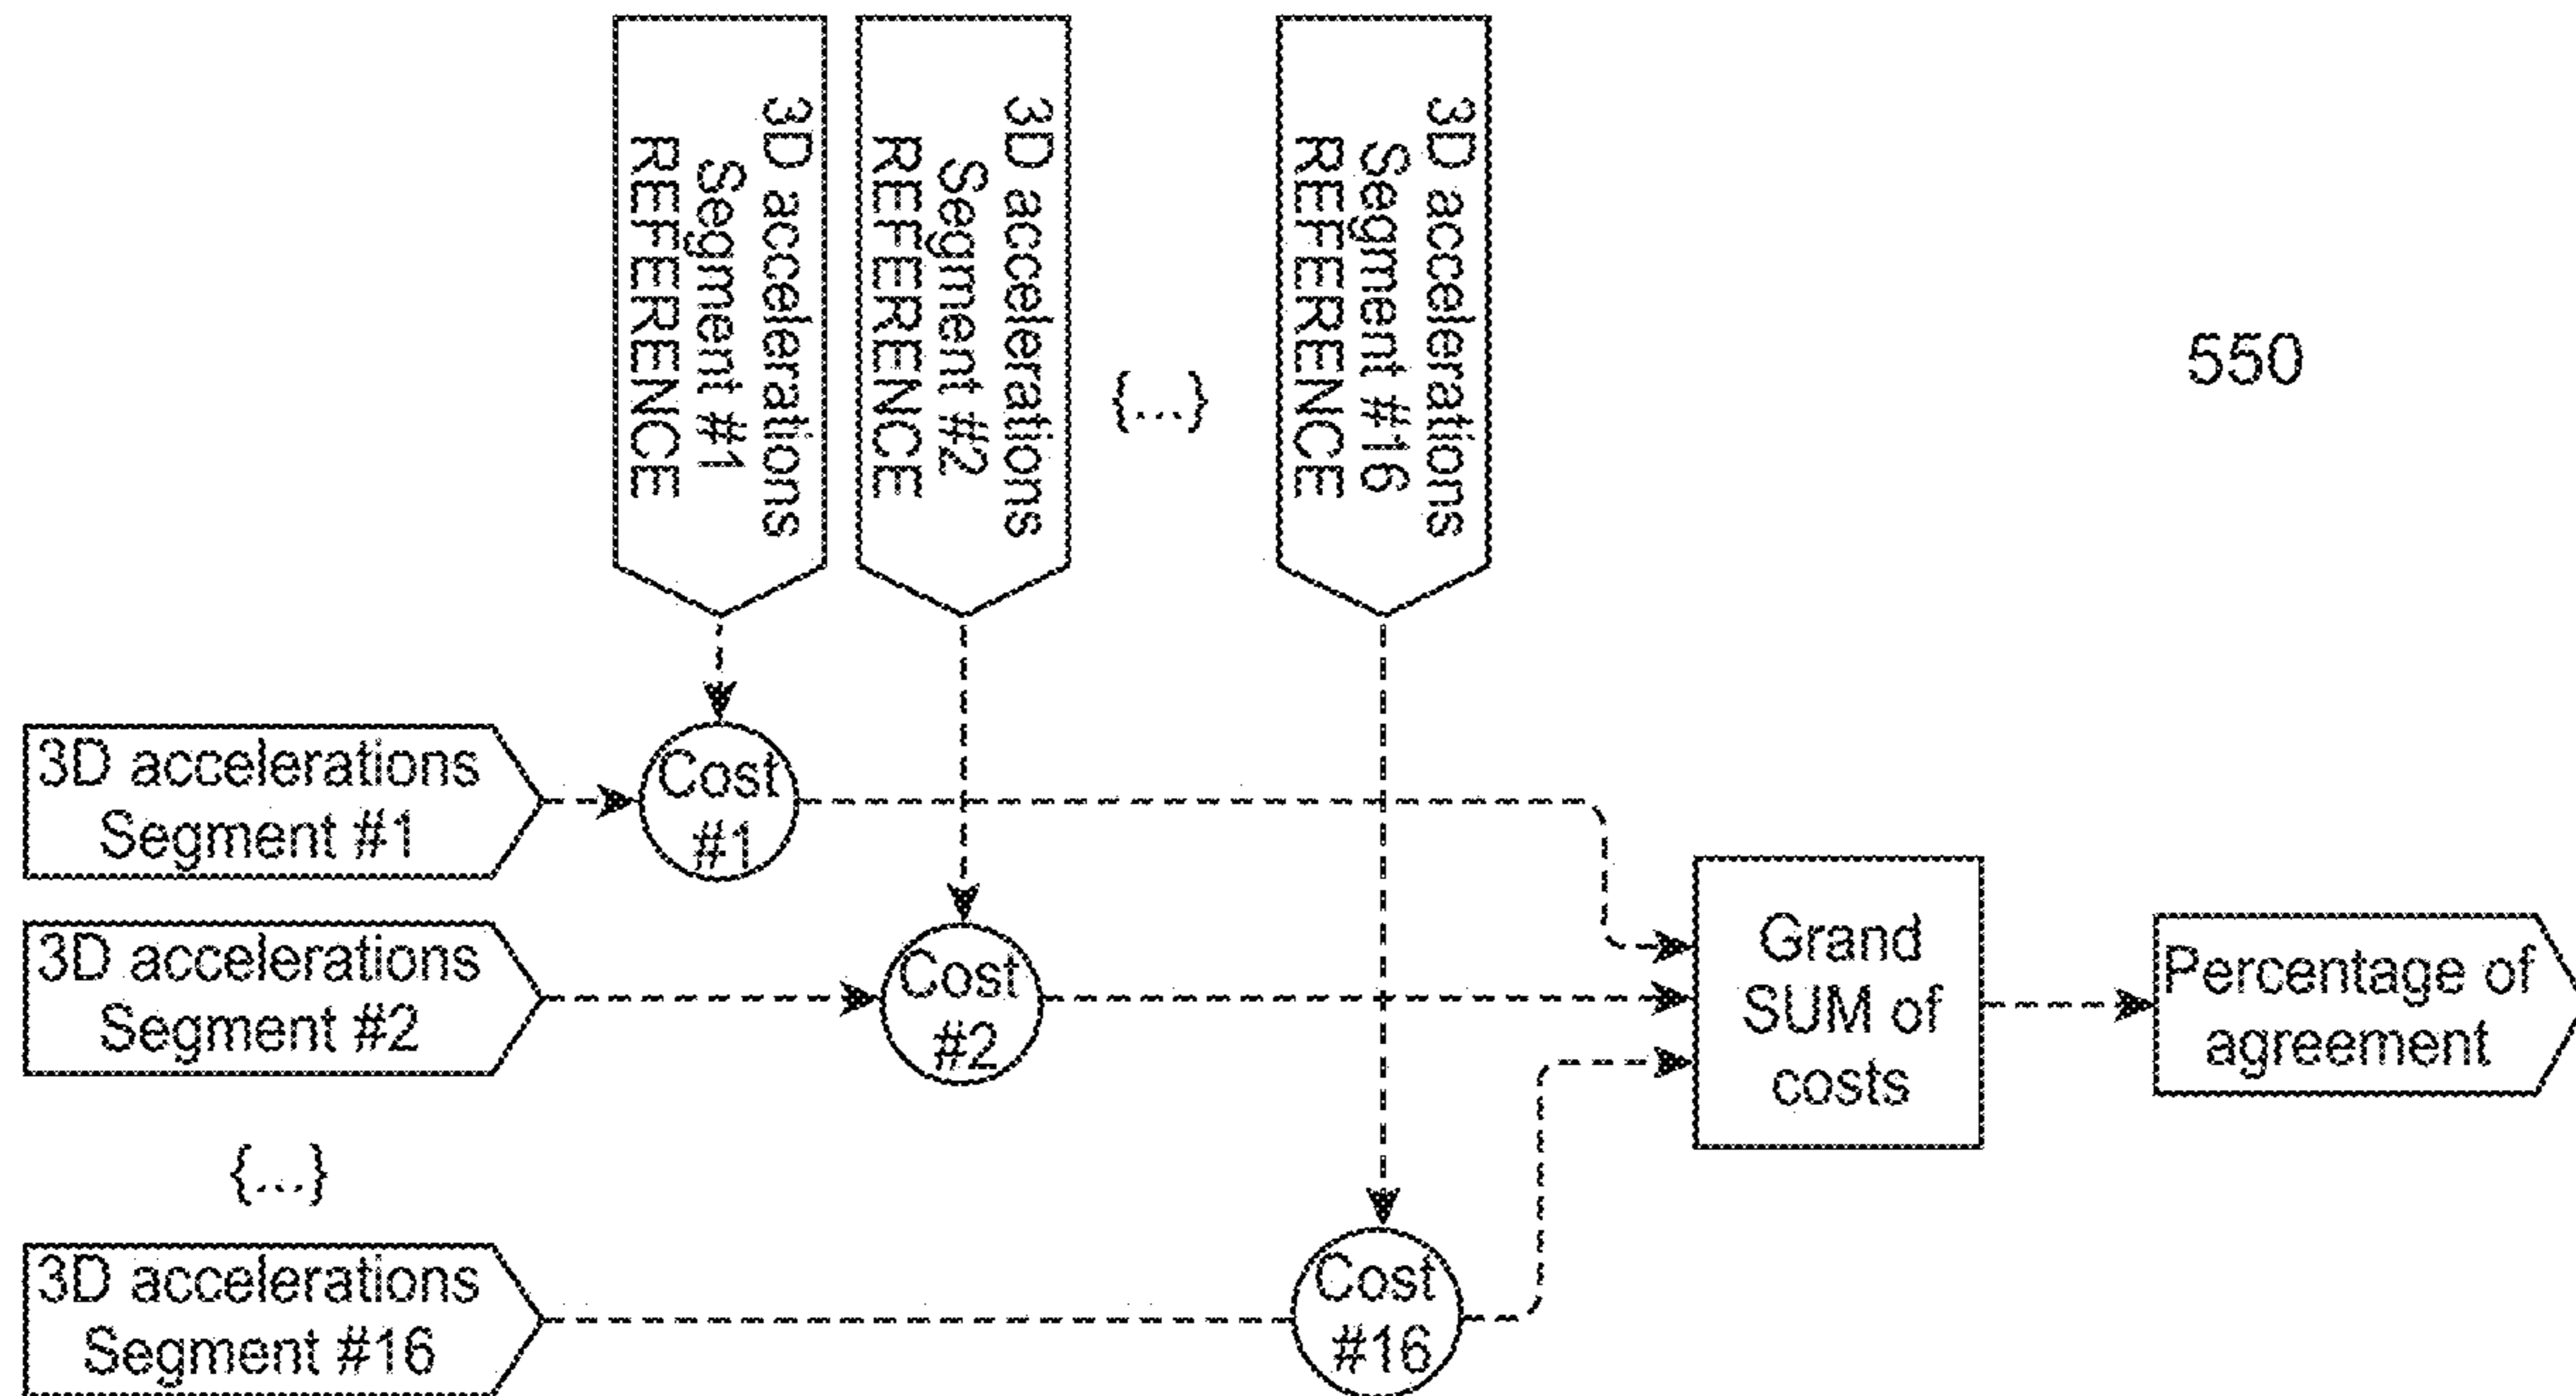 3D accelerations
Segment #1
REFERENCE
3D accelerations
Segment #2
REFERENCE
{...}
3D accelerations
Segment #16
REFERENCE
550
3D accelerations
Segment #1
Cost
#1
3D accelerations
Segment #2
Cost
#2
Grand
SUM of
costs
Percentage of
agreement
{...}
3D accelerations
Segment #16
Cost
#16